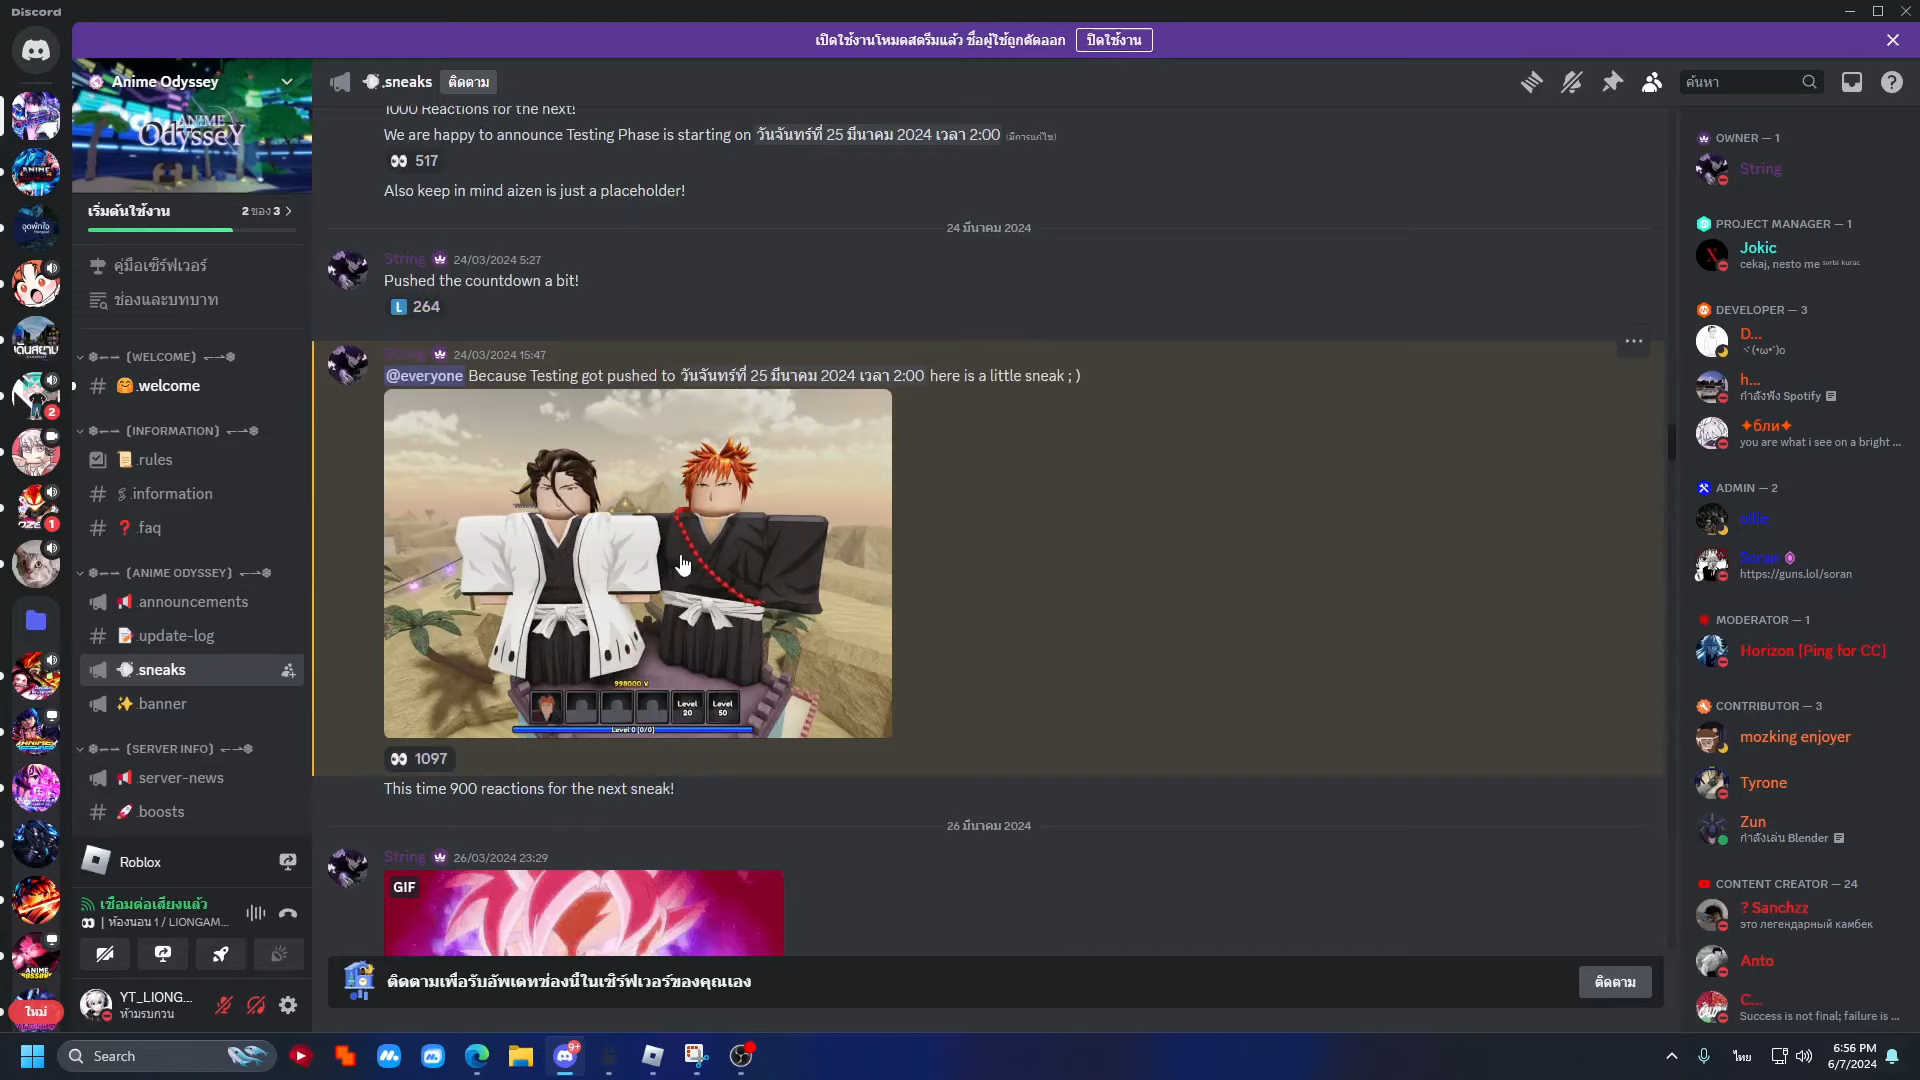 Discord
เปิดใช้งานโหมดสตรีมแล้ว ชื่อผู้ใช้ถูกตัดออก
ปิดใช้งาน
Anime Odyssey
ANIME
ODYSSEY
เริ่มต้นใช้งาน
2 ของ 3
คู่มือเซิร์ฟเวอร์
ช่องและบทบาท
(WELCOME)
.welcome
(INFORMATION)
.rules
.information
.faq
(ANIME ODYSSEY)
.announcements
.update-log
.sneaks
.banner
(SERVER INFO)
.server-news
.boosts
Roblox
เชื่อมต่อเสียงแล้ว
| ห้องนอน 1 / LIONGAM...
YT_LIONG...
ห้ามรบกวน
ใหม่
.sneaks
ติดตาม
ค้นหา
1000 Reactions for the next!
We are happy to announce Testing Phase is starting on วันจันทร์ที่ 25 มีนาคม 2024 เวลา 2:00 (มีการแก้ไข)
517
Also keep in mind aizen is just a placeholder!
24 มีนาคม 2024
String 24/03/2024 5:27
Pushed the countdown a bit!
264
String 24/03/2024 15:47
@everyone Because Testing got pushed to วันจันทร์ที่ 25 มีนาคม 2024 เวลา 2:00 here is a little sneak ; )
998000 ¥
Level 20
Level 50
Level 0 [0/0]
1097
This time 900 reactions for the next sneak!
26 มีนาคม 2024
String 26/03/2024 23:29
GIF
ติดตามเพื่อรับอัพเดทช่องนี้ในเซิร์ฟเวอร์ของคุณเอง
ติดตาม
OWNER — 1
String
PROJECT MANAGER — 1
Jokic
cekaj, nesto me svrbi kurac
DEVELOPER — 3
D...
ヾ(•ω•`)o
h...
กำลังฟัง Spotify
✦бли✦
you are what i see on a bright ...
ADMIN — 2
ollie
Soran
https://guns.lol/soran
MODERATOR — 1
Horizon [Ping for CC]
CONTRIBUTOR — 3
mozking enjoyer
Tyrone
Zun
กำลังเล่น Blender
CONTENT CREATOR — 24
? Sanchzz
это легендарный камбек
Anto
C...
Success is not final; failure is ...
Search
9+
ไทย
6:56 PM
6/7/2024